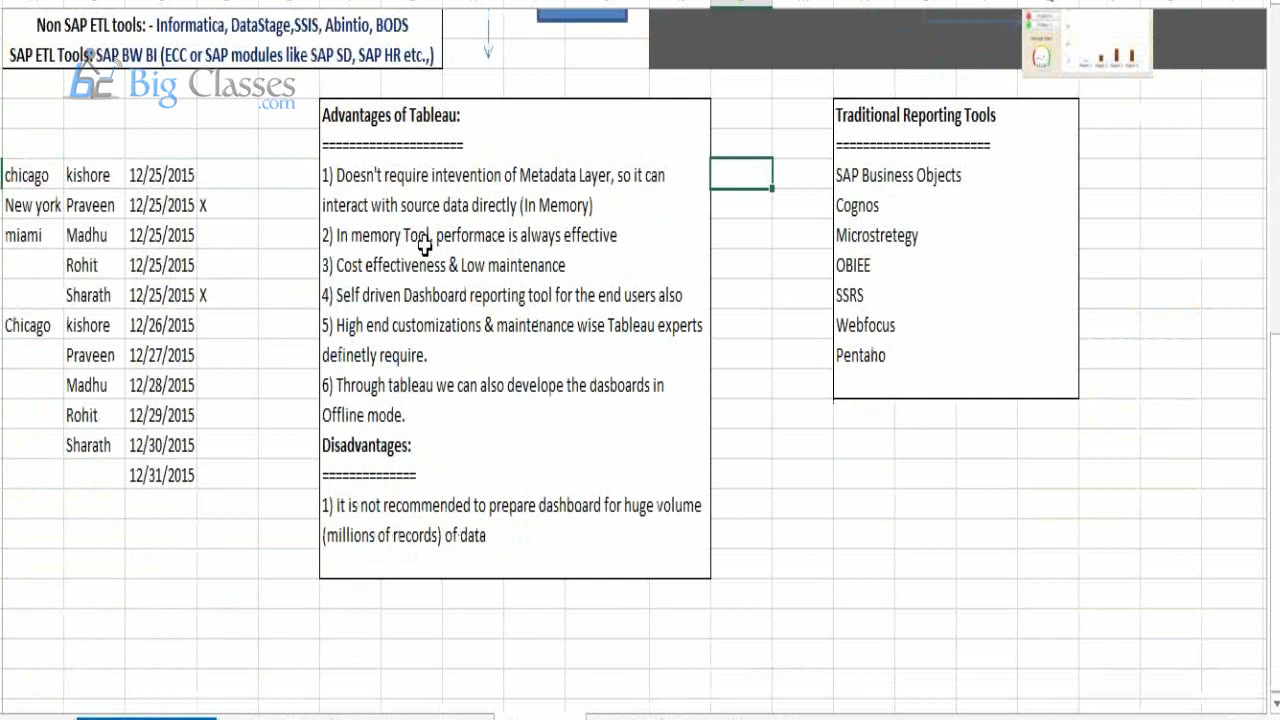 Non SAP ETL tools: - Informatica, DataStage,SSIS, Abintio, BODS
SAP ETL Tools: SAP BW BI (ECC or SAP modules like SAP SD, SAP HR etc.,)
Big Classes
.com
chicago kishore 12/25/2015
New york Praveen 12/25/2015 X
miami Madhu 12/25/2015
Rohit 12/25/2015
Sharath 12/25/2015 X
Chicago kishore 12/26/2015
Praveen 12/27/2015
Madhu 12/28/2015
Rohit 12/29/2015
Sharath 12/30/2015
12/31/2015
Advantages of Tableau:
=====================
1) Doesn't require intevention of Metadata Layer, so it can
interact with source data directly (In Memory)
2) In memory Tool, performace is always effective
3) Cost effectiveness & Low maintenance
4) Self driven Dashboard reporting tool for the end users also
5) High end customizations & maintenance wise Tableau experts
definetly require.
6) Through tableau we can also develope the dasboards in
Offline mode.
Disadvantages:
==============
1) It is not recommended to prepare dashboard for huge volume
(millions of records) of data
Traditional Reporting Tools
=======================
SAP Business Objects
Cognos
Microstretegy
OBIEE
SSRS
Webfocus
Pentaho